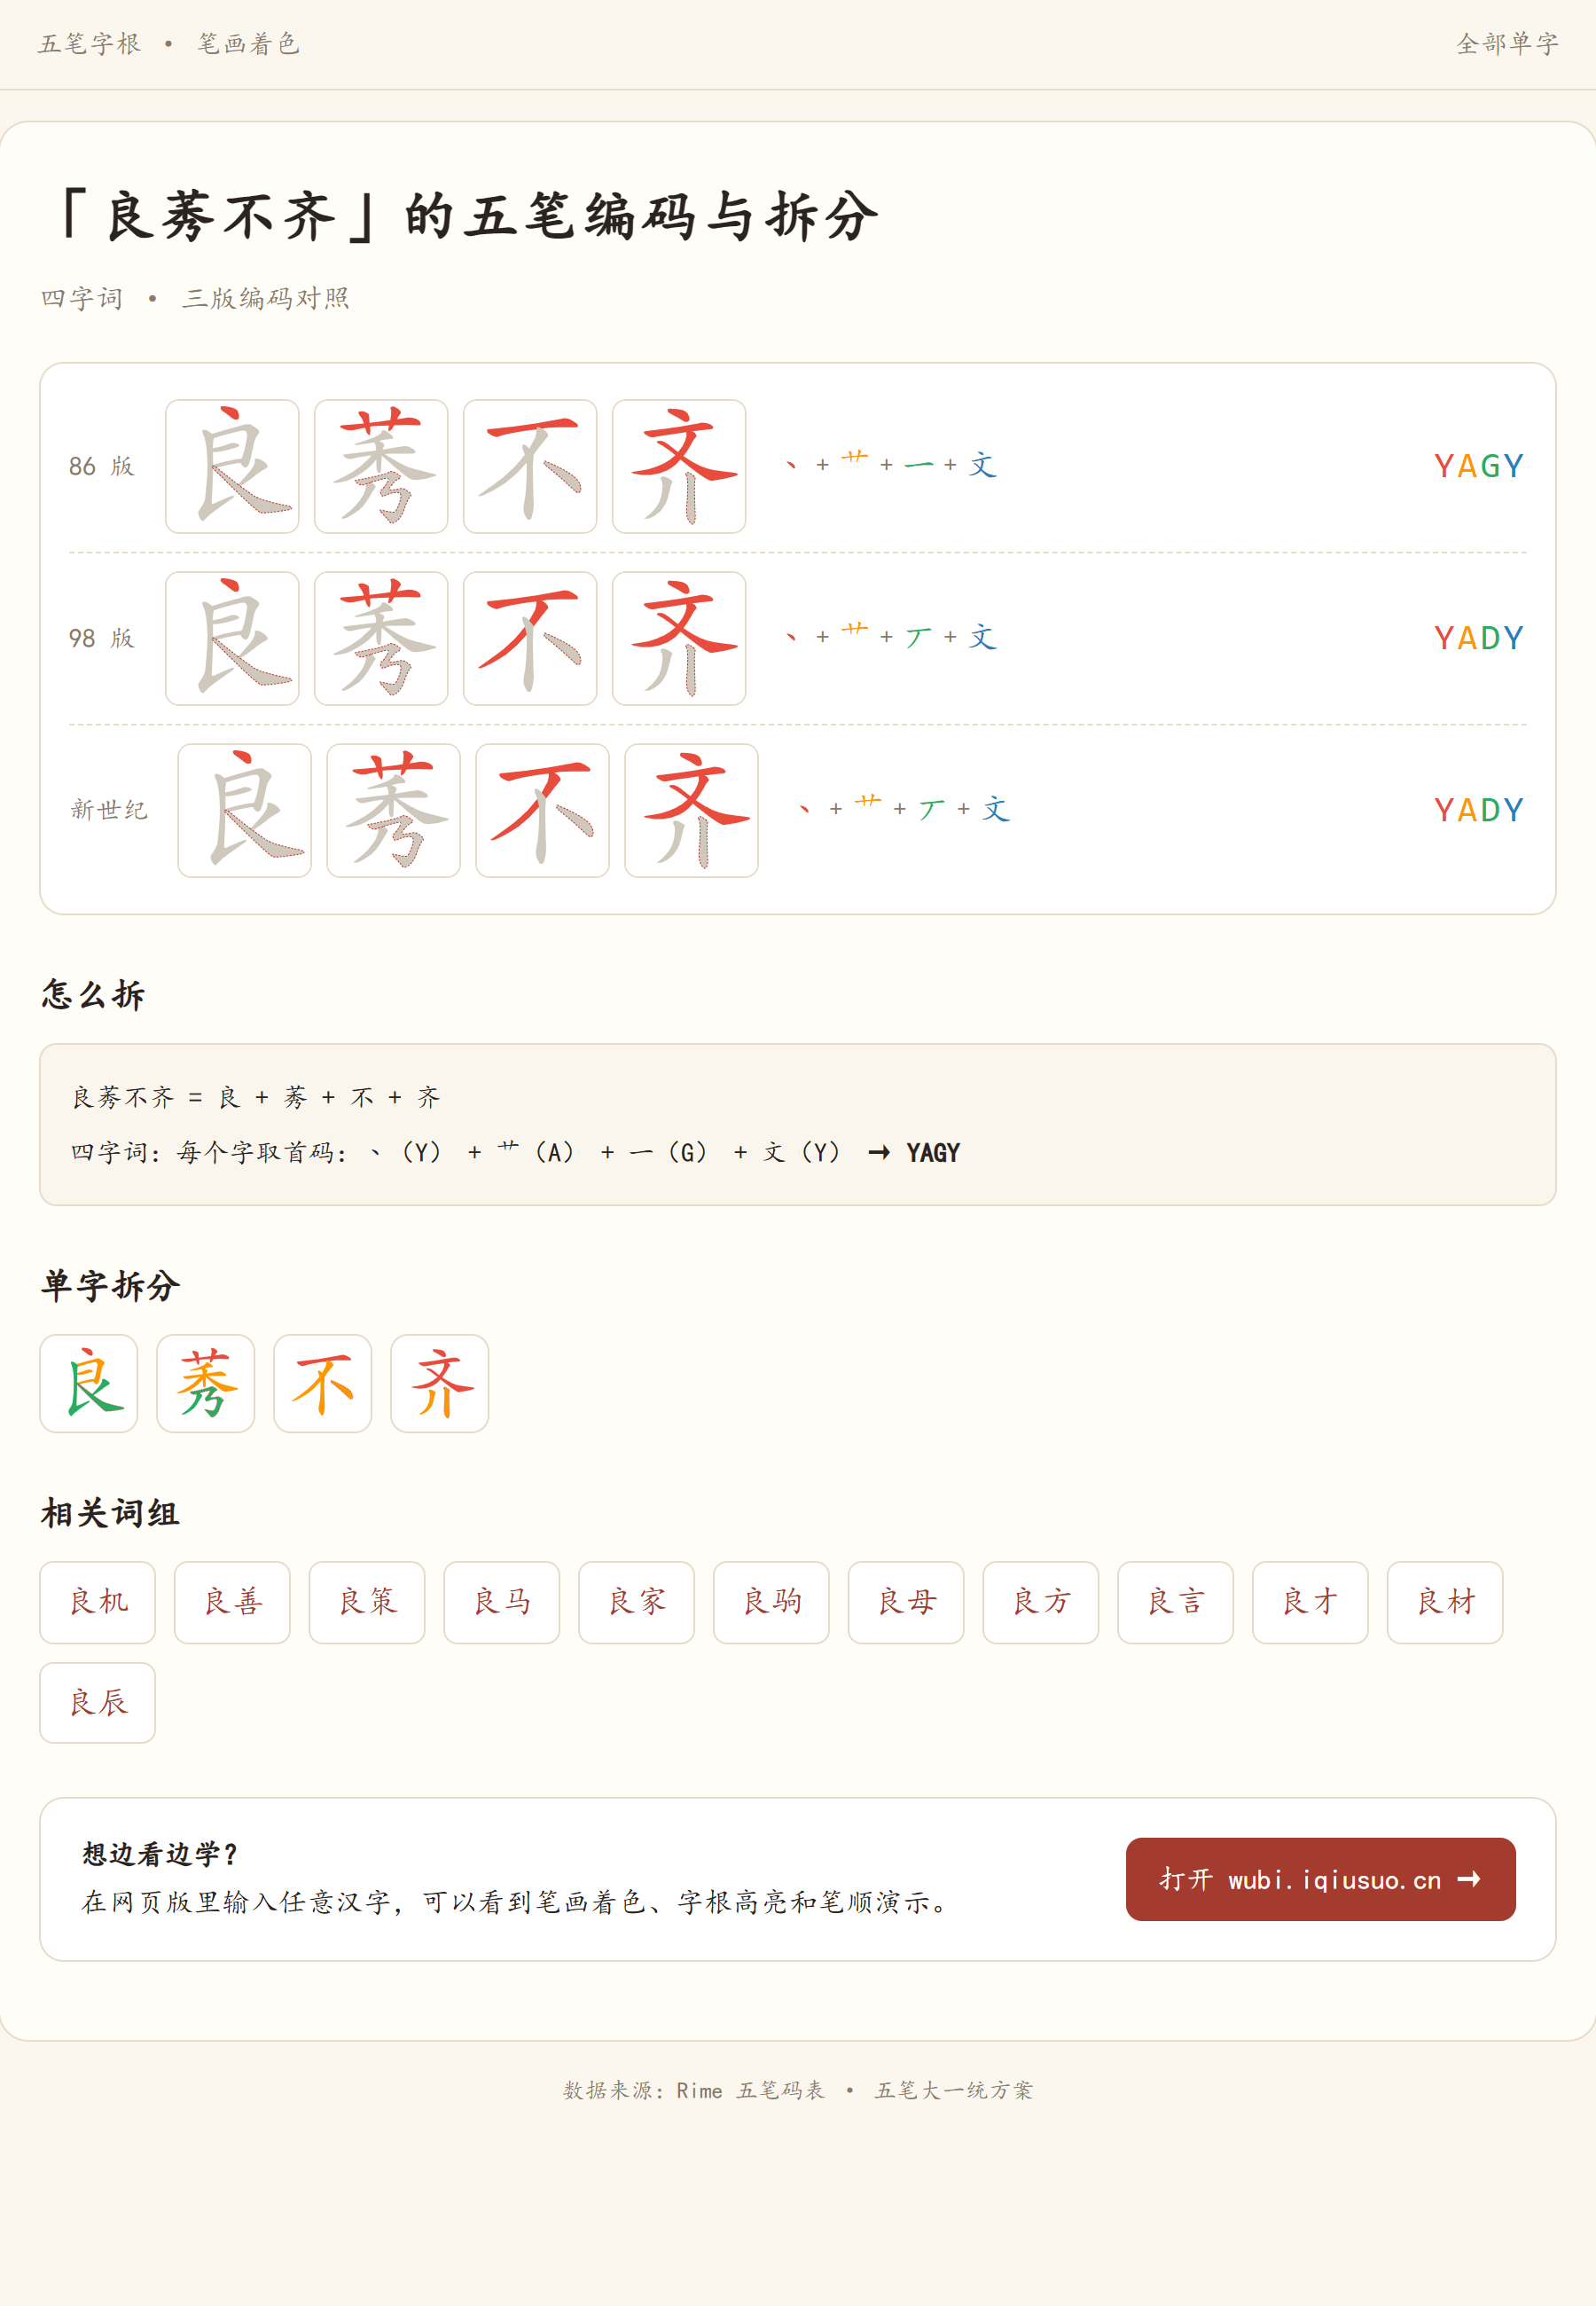 五笔字根 • 笔画着色
全部单字
「良莠不齐」的五笔编码与拆分
四字词 • 三版编码对照
86 版 良莠不齐 丶 + 艹 + 一 + 文 YAGY
98 版 良莠不齐 丶 + 艹 + 丆 + 文 YADY
新世纪 良莠不齐 丶 + 艹 + 丆 + 文 YADY
怎么拆
良莠不齐 = 良 + 莠 + 不 + 齐
四字词：每个字取首码：丶（Y） + 艹（A） + 一（G） + 文（Y） → YAGY
单字拆分
良 莠 不 齐
相关词组
良机 良善 良策 良马 良家 良驹 良母 良方 良言 良才 良材
良辰
想边看边学？
在网页版里输入任意汉字，可以看到笔画着色、字根高亮和笔顺演示。
打开 wubi.iqiusuo.cn →
数据来源：Rime 五笔码表 • 五笔大一统方案